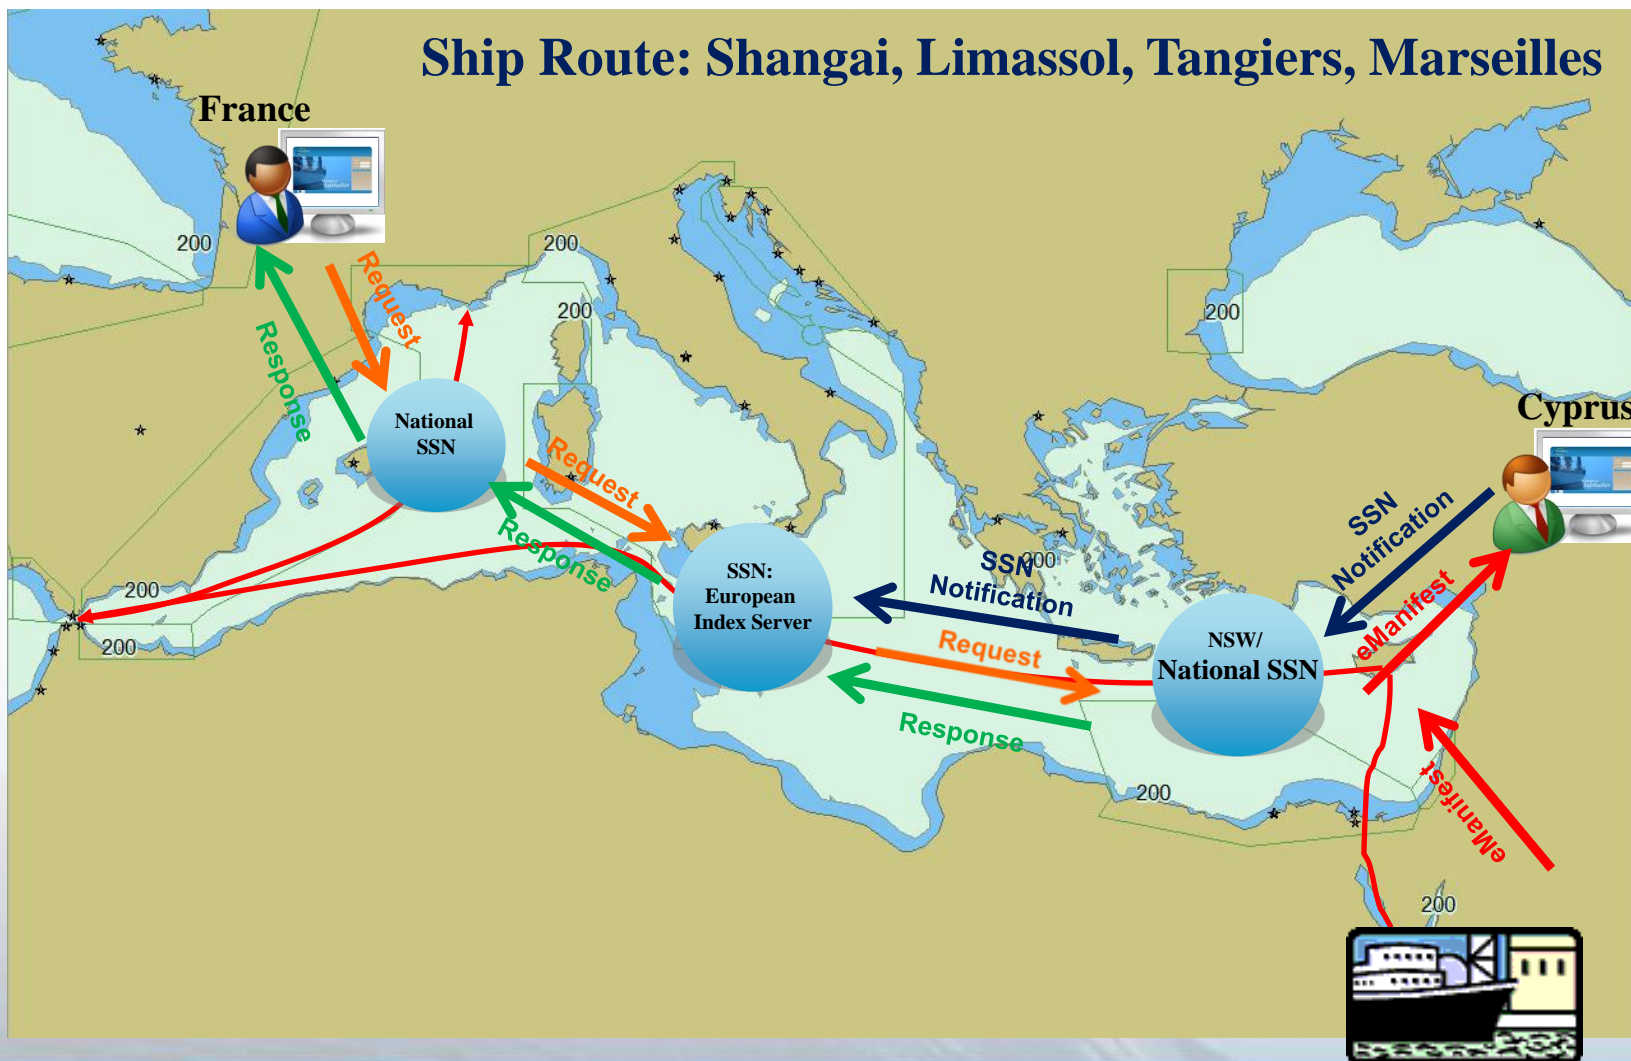 Ship Route: Shangai, Limassol, Tangiers, Marseilles
France
200
200
Request
200
200
Response
Cyprus
National
SSN
Request
SSN
Notification
Response
SSN:
European
Index Server
SSN
200
Notification
eManifest
200
Request
NSW/
National SSN
200
Response
200
eManifest
200